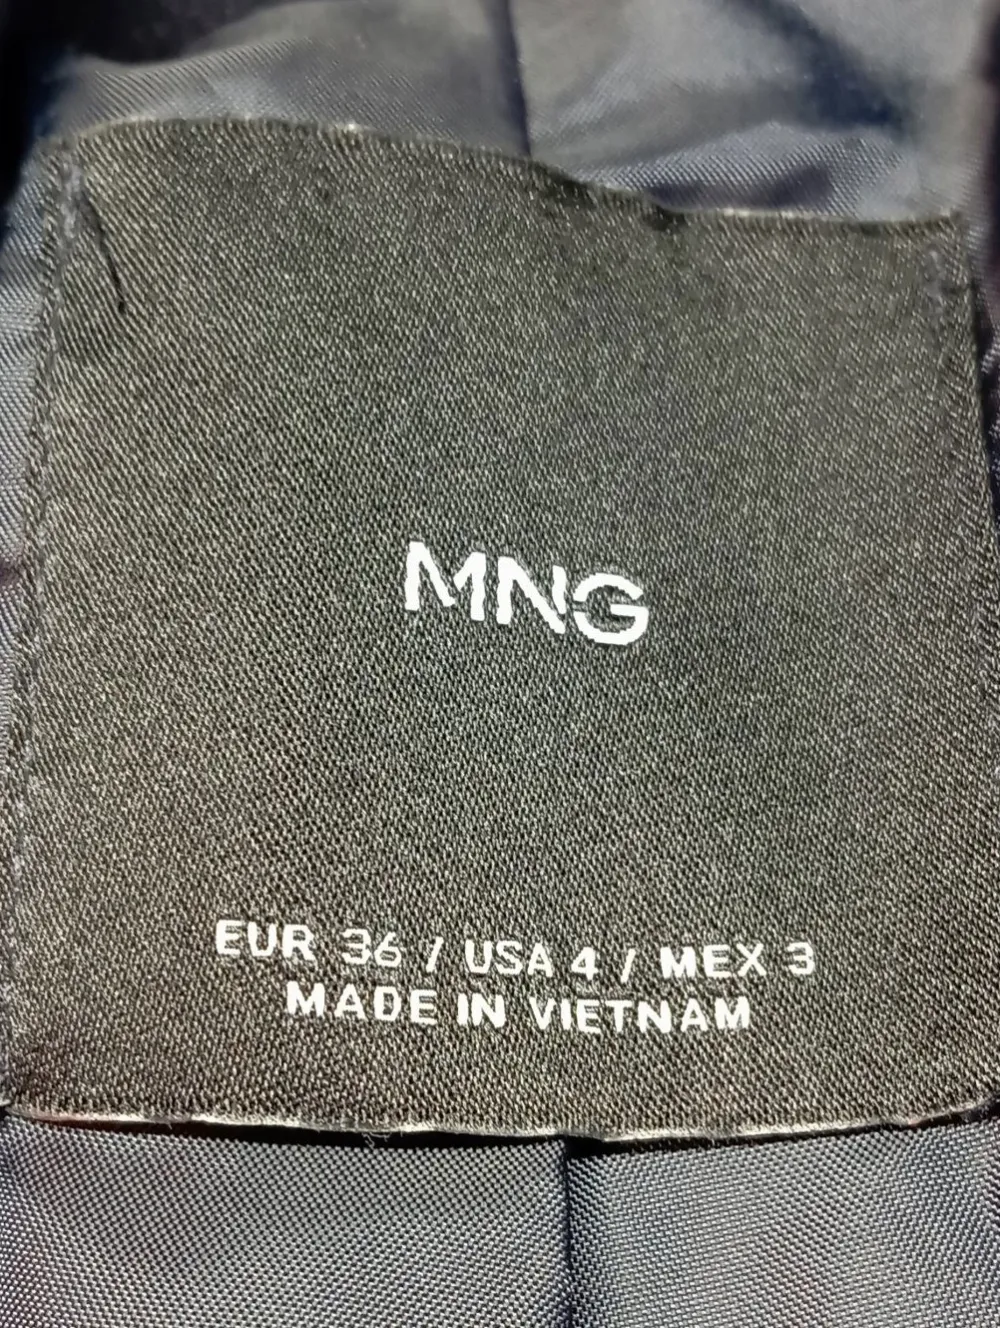 MNG
EUR 36 / USA 4 / MEX 3
MADE IN VIETNAM